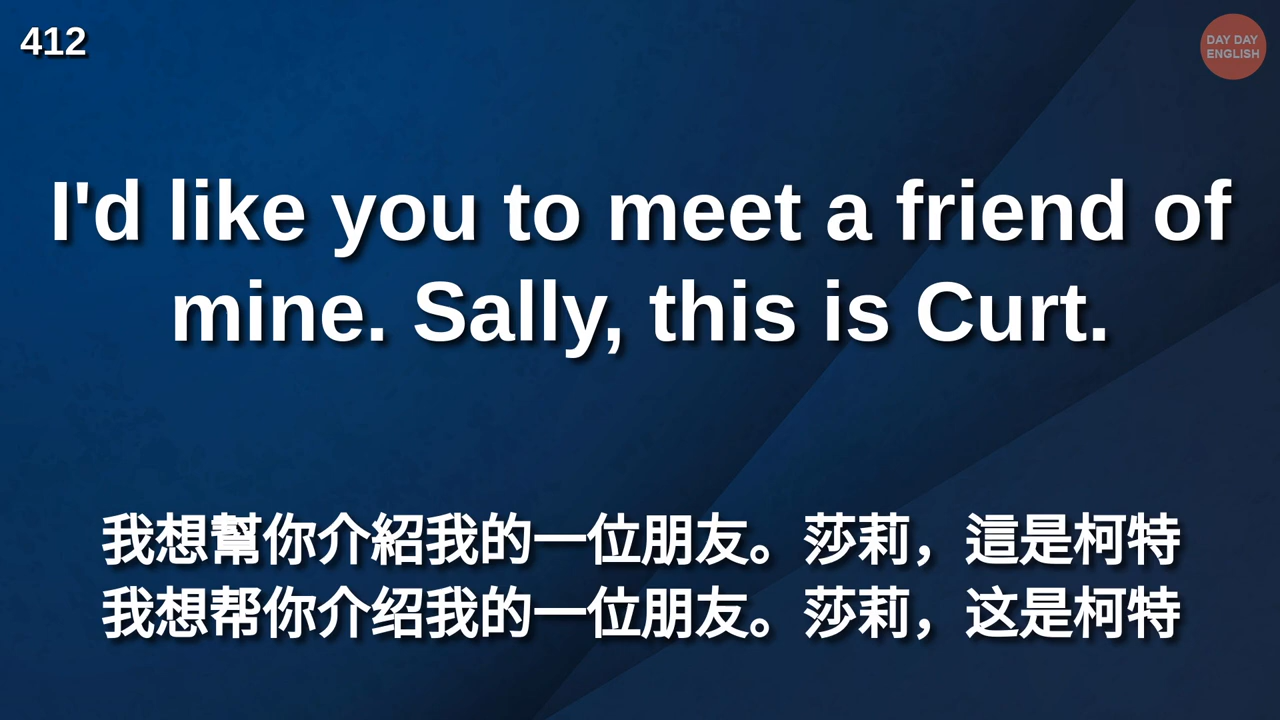 412
DAY DAY
ENGLISH
I'd like you to meet a friend of
mine. Sally, this is Curt.
我想幫你介紹我的一位朋友。莎莉，這是柯特
我想帮你介绍我的一位朋友。莎莉，这是柯特